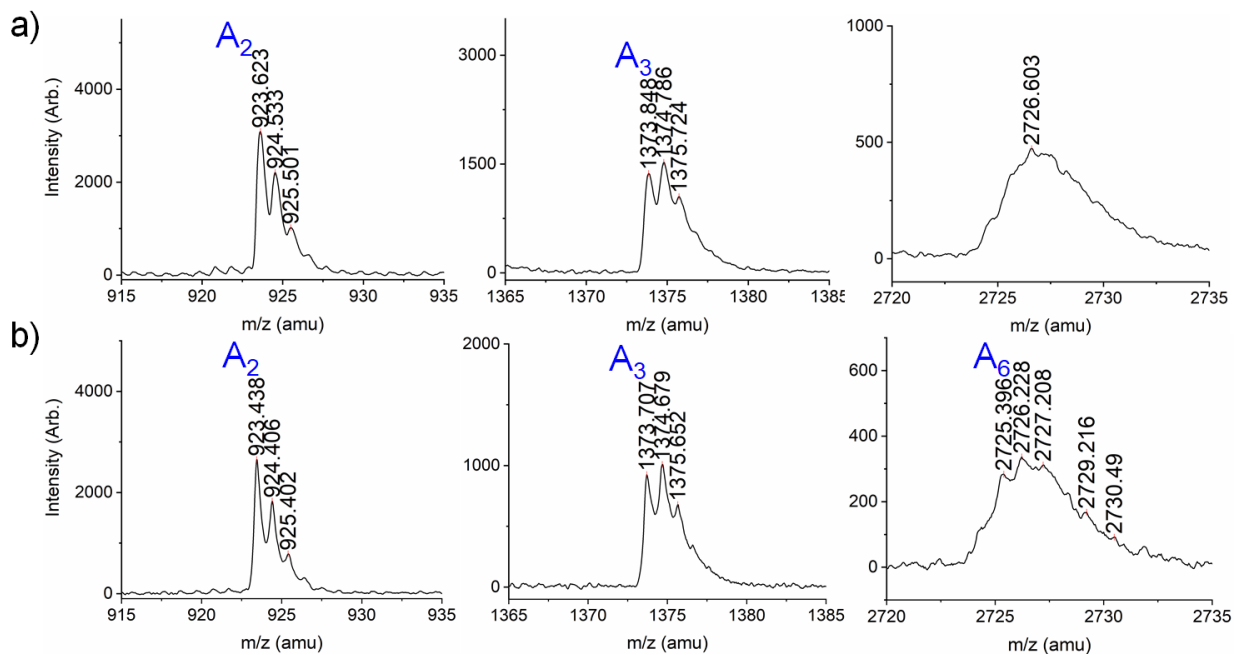 a)
A2
923.623
924.533
925.501
Intensity (Arb.)
4000
2000
0
915 920 925 930 935
m/z (amu)
A3
1373.848
1374.786
1375.724
3000
1500
0
1365 1370 1375 1380 1385
m/z (amu)
2726.603
1000
500
0
2720 2725 2730 2735
m/z (amu)
b)
A2
923.438
924.406
925.402
Intensity (Arb.)
4000
2000
0
915 920 925 930 935
m/z (amu)
A3
1373.707
1374.679
1375.652
2000
1000
0
1365 1370 1375 1380 1385
m/z (amu)
A6
2725.396
2726.228
2727.208
2729.216
2730.49
600
400
200
0
2720 2725 2730 2735
m/z (amu)